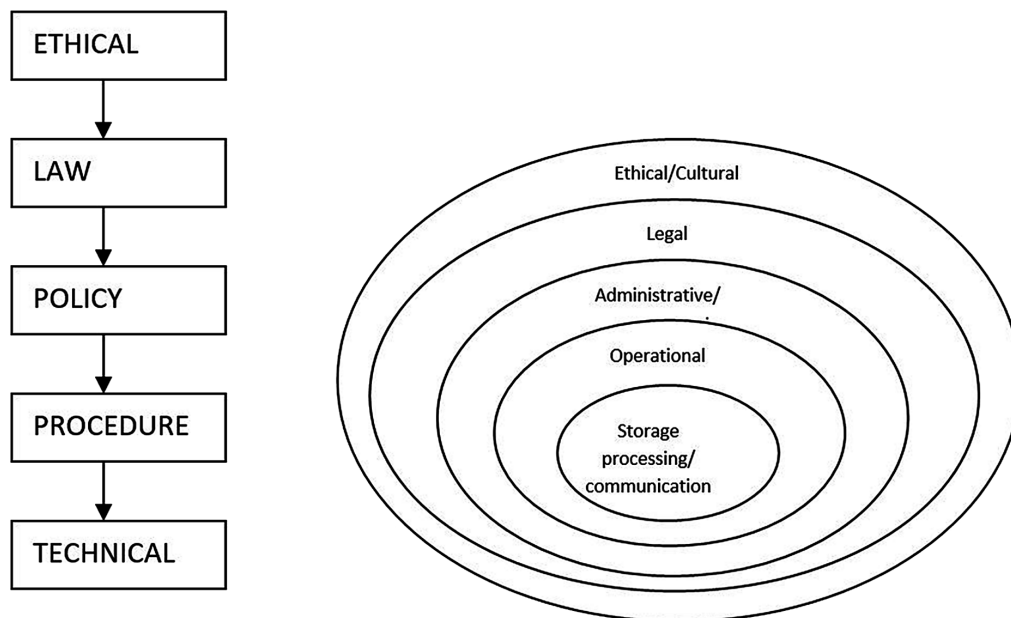 ETHICAL
LAW
POLICY
PROCEDURE
TECHNICAL
Ethical/Cultural
Legal
Administrative/
Operational
Storage
processing/
communication